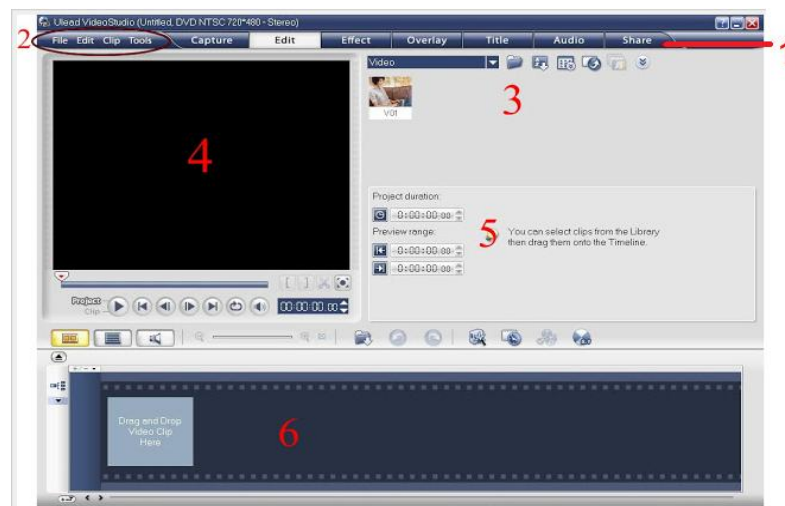 Ulead VideoStudio (Untitled, DVD NTSC 720*480 - Stereo)
2 File Edit Clip Tools Capture Edit Effect Overlay Title Audio Share 1
Video
V01
3
4
Project duration:
0:00:00.00
5
You can select clips from the Library
then drag them onto the Timeline.
Preview range:
0:00:00.00
0:00:00.00
Project
Clip
00:00:00.00
+/-
Drag and Drop
Video Clip
Here
6